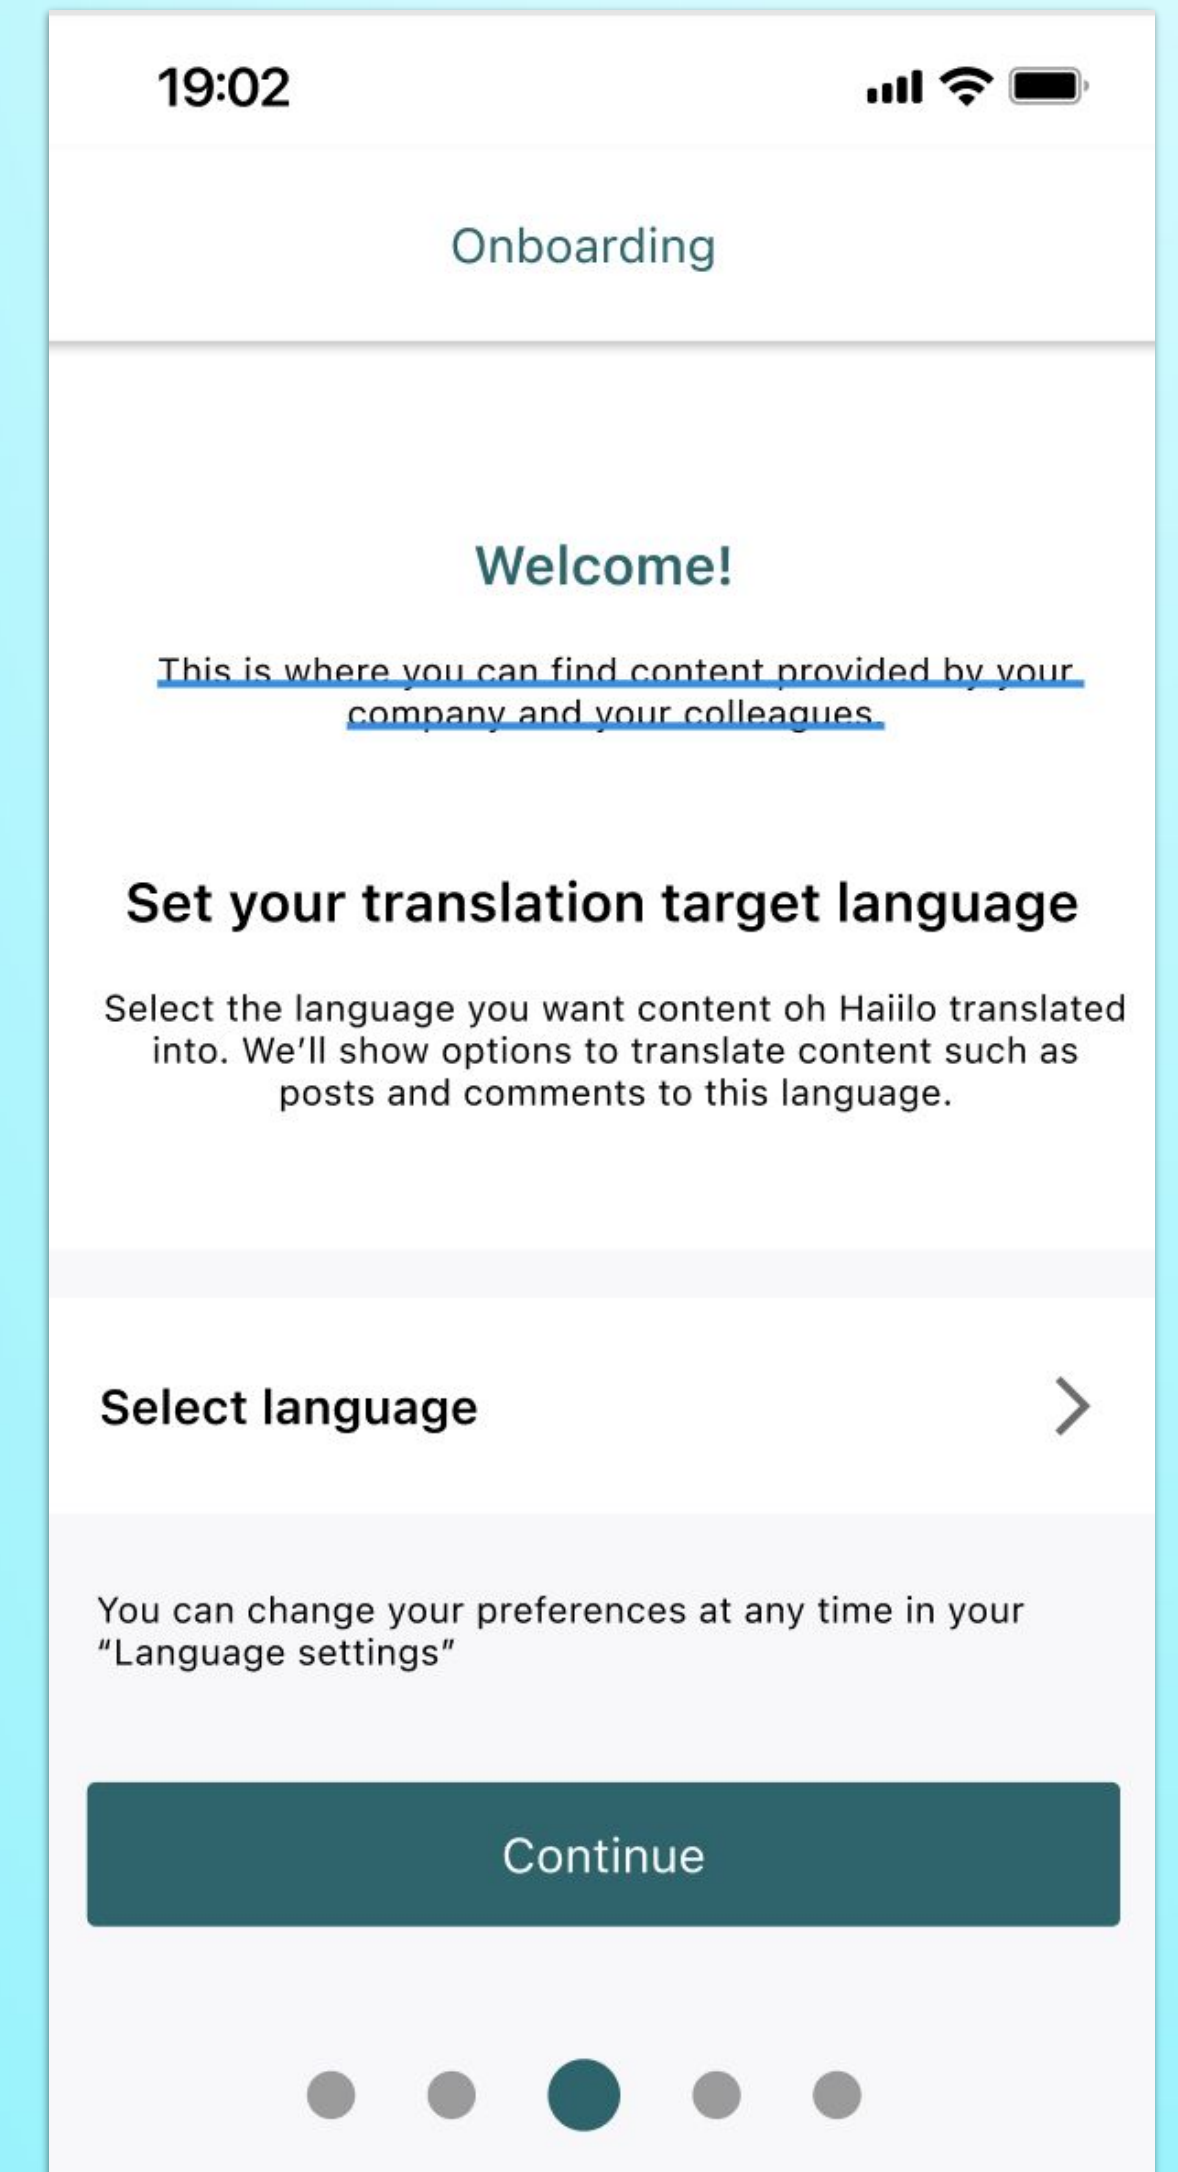 19:02
Onboarding
Welcome!
This is where you can find content provided by your
company and your colleagues.
Set your translation target language
Select the language you want content oh Haiilo translated
into. We’ll show options to translate content such as
posts and comments to this language.
Select language
You can change your preferences at any time in your
“Language settings”
Continue